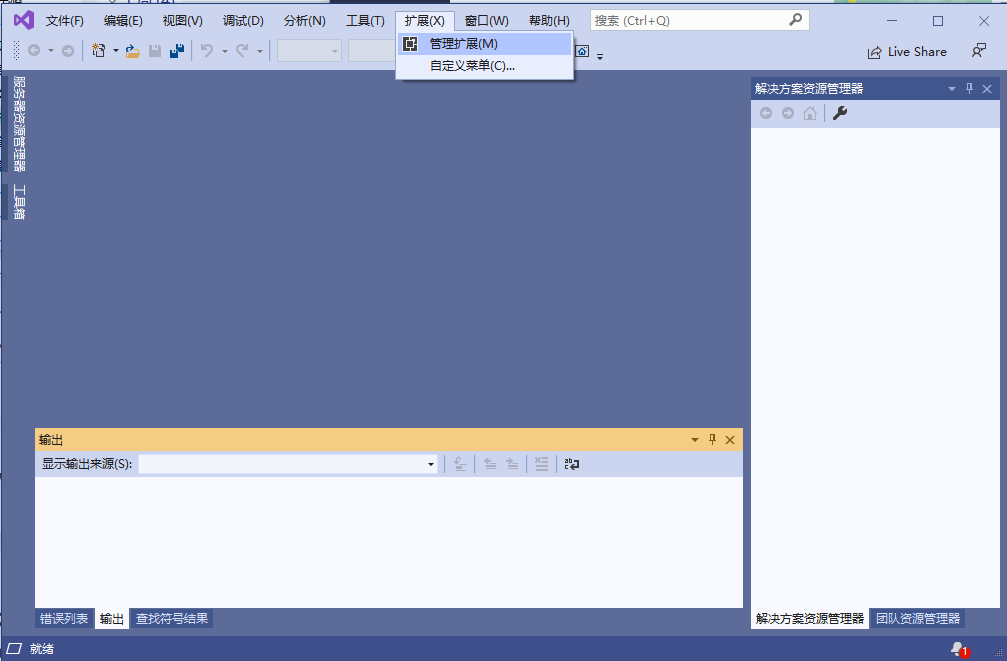 文件(F) 编辑(E) 视图(V) 调试(D) 分析(N) 工具(T) 扩展(X) 窗口(W) 帮助(H) 搜索 (Ctrl+Q)
管理扩展(M)
自定义菜单(C)...
Live Share
服务器资源管理器
工具箱
解决方案资源管理器
输出
显示输出来源(S):
错误列表 输出 查找符号结果
解决方案资源管理器 团队资源管理器
就绪
1